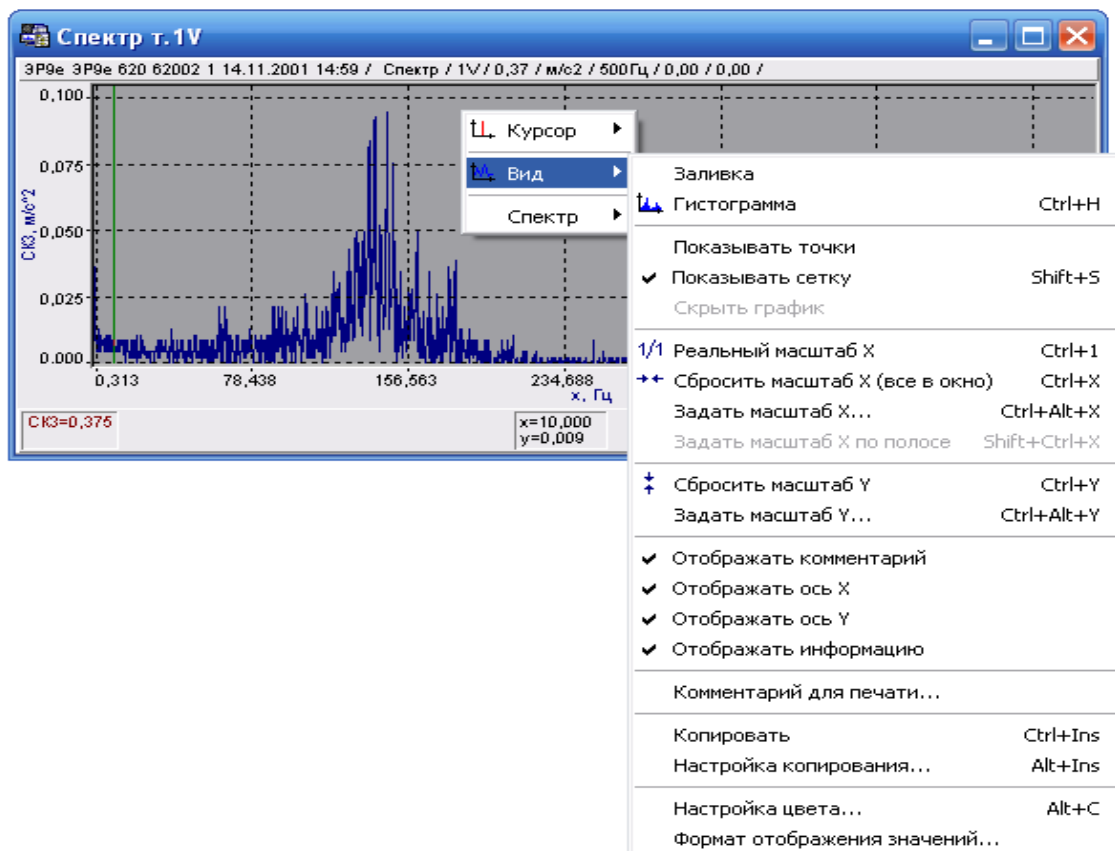 Спектр т.1V
ЭР9е ЭР9е 620 62002 1 14.11.2001 14:59 / Спектр / 1V / 0,37 / м/с2 / 500Гц / 0,00 / 0,00 /
0,100
0,075
0,050
0,025
0,000
СКЗ, м/с^2
0,313 78,438 156,563 234,688
х, Гц
СКЗ=0,375
x=10,000
y=0,009
Курсор
Вид
Спектр
Заливка
Гистограмма Ctrl+H
Показывать точки
Показывать сетку Shift+S
Скрыть график
1/1 Реальный масштаб X Ctrl+1
Сбросить масштаб X (все в окно) Ctrl+X
Задать масштаб X... Ctrl+Alt+X
Задать масштаб X по полосе Shift+Ctrl+X
Сбросить масштаб Y Ctrl+Y
Задать масштаб Y... Ctrl+Alt+Y
Отображать комментарий
Отображать ось X
Отображать ось Y
Отображать информацию
Комментарий для печати...
Копировать Ctrl+Ins
Настройка копирования... Alt+Ins
Настройка цвета... Alt+C
Формат отображения значений...